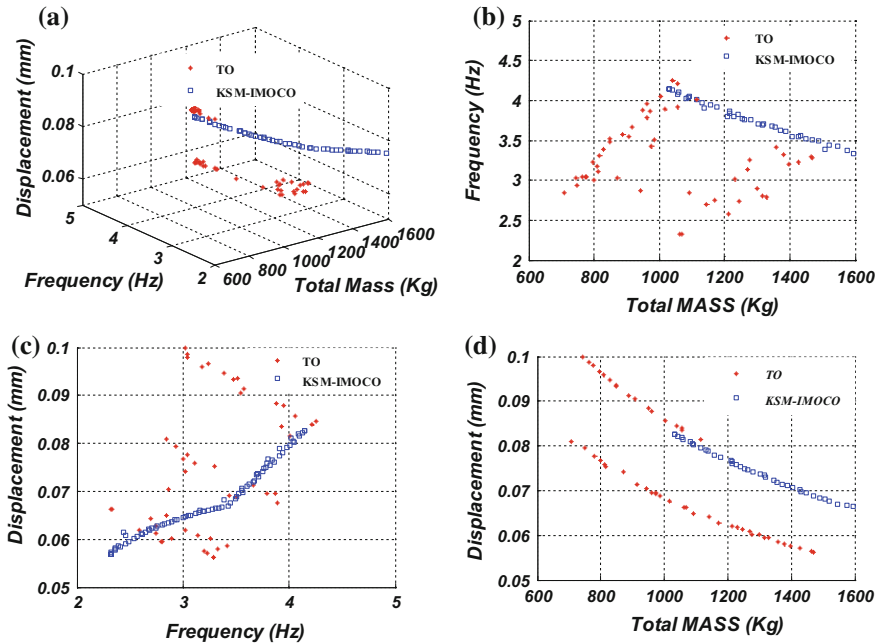 (a)
0.1
0.08
0.06
Displacement (mm)
TO
KSM-IMOCO
5
4
3
2
Frequency (Hz)
600
800
1000
1200
1400
1600
Total Mass (Kg)
(b)
5
4.5
4
3.5
3
2.5
2
Frequency (Hz)
TO
KSM-IMOCO
600 800 1000 1200 1400 1600
Total MASS (Kg)
(c)
0.1
0.09
0.08
0.07
0.06
0.05
Displacement (mm)
TO
KSM-IMOCO
2 3 4 5
Frequency (Hz)
(d)
0.1
0.09
0.08
0.07
0.06
0.05
Displacement (mm)
TO
KSM-IMOCO
600 800 1000 1200 1400 1600
Total MASS (Kg)